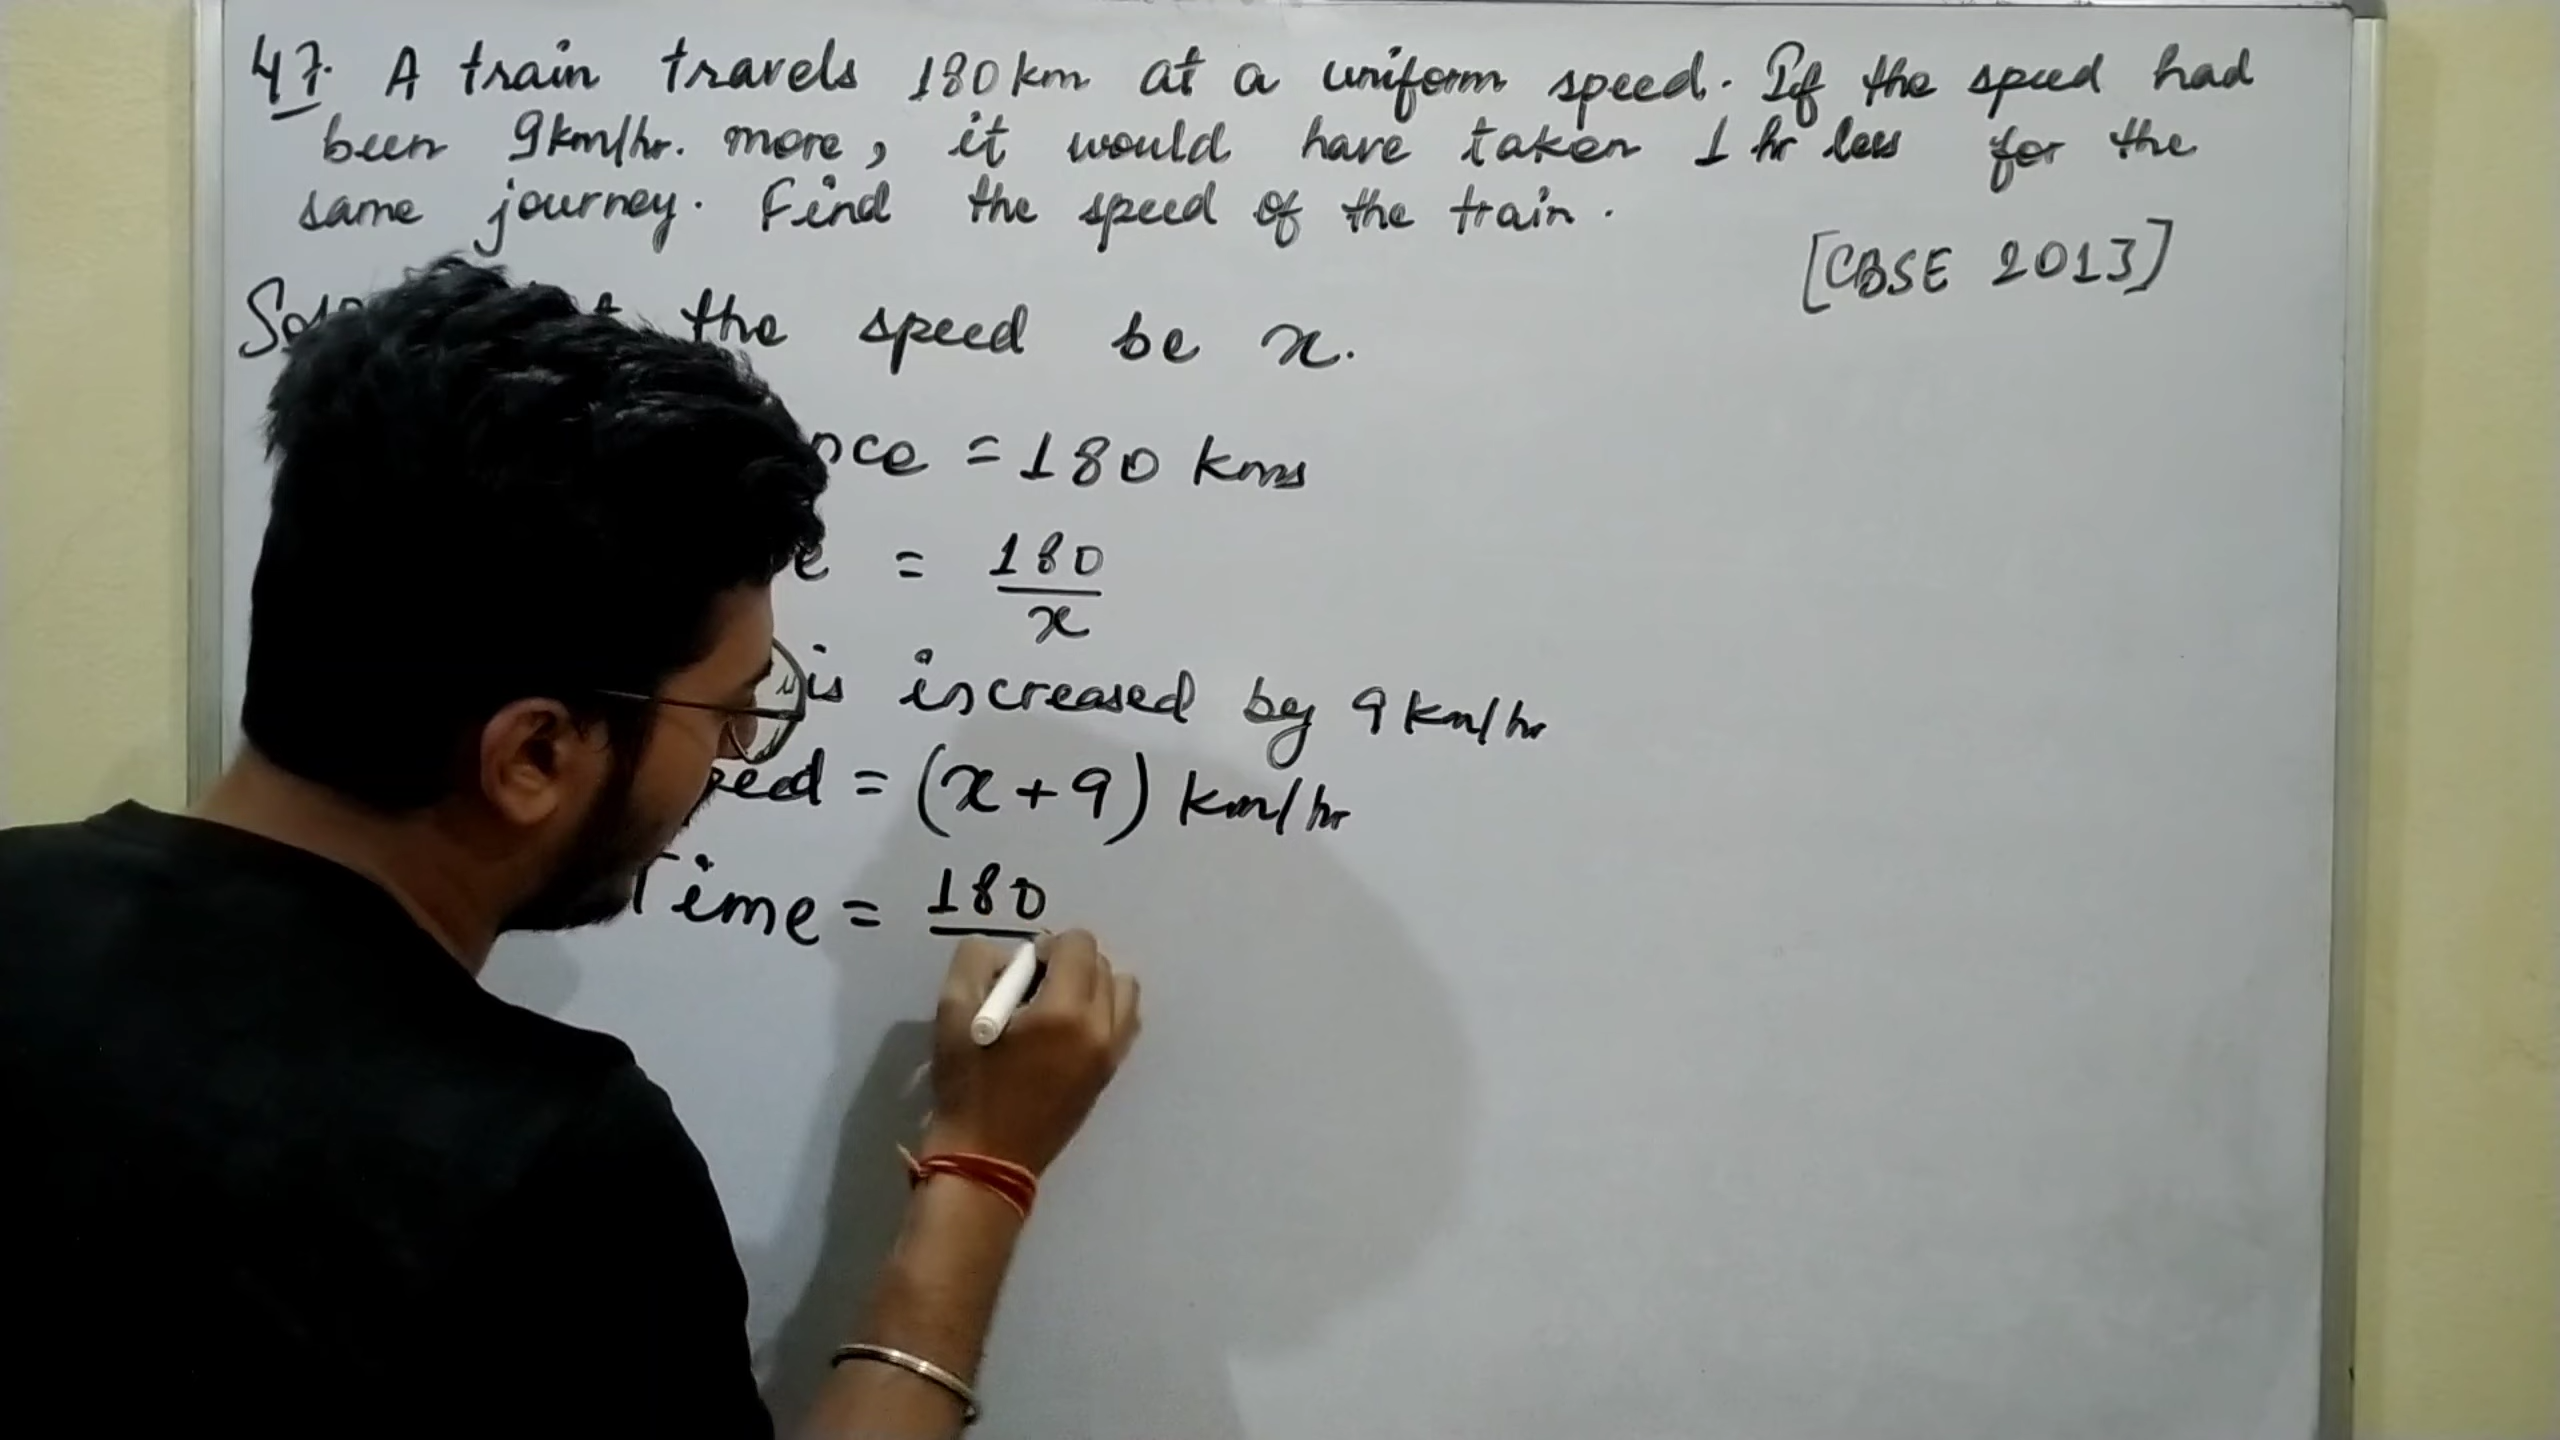 47. A train travels 180 km at a uniform speed. If the speed had
been 9 km/hr. more, it would have taken 1 hr less for the
same journey. Find the speed of the train.
[CBSE 2013]
the speed be x.
= 180 kms
= 180/x
is increased by 9 km/hr
= (x+9) km/hr
Time = 180